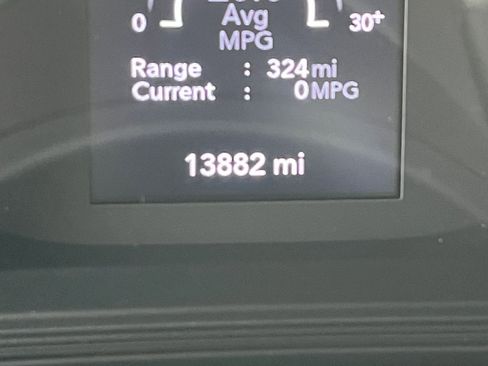 0 Avg 30+
MPG
Range : 324 mi
Current : 0 MPG
13882 mi